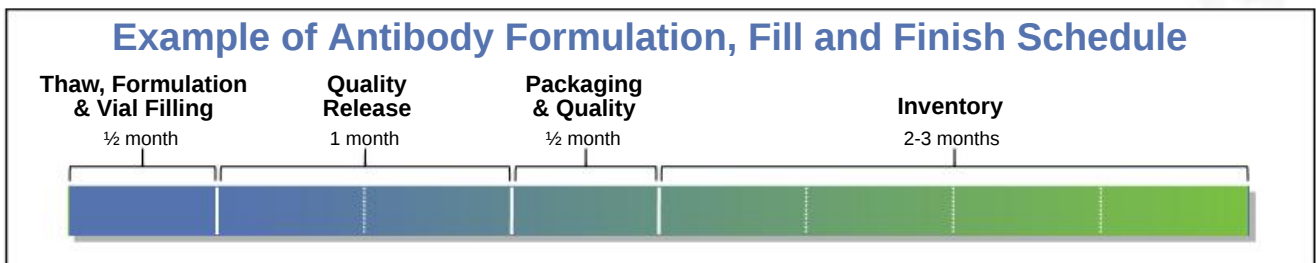 Example of Antibody Formulation, Fill and Finish Schedule
Thaw, Formulation
& Vial Filling
½ month
Quality
Release
1 month
Packaging
& Quality
½ month
Inventory
2-3 months